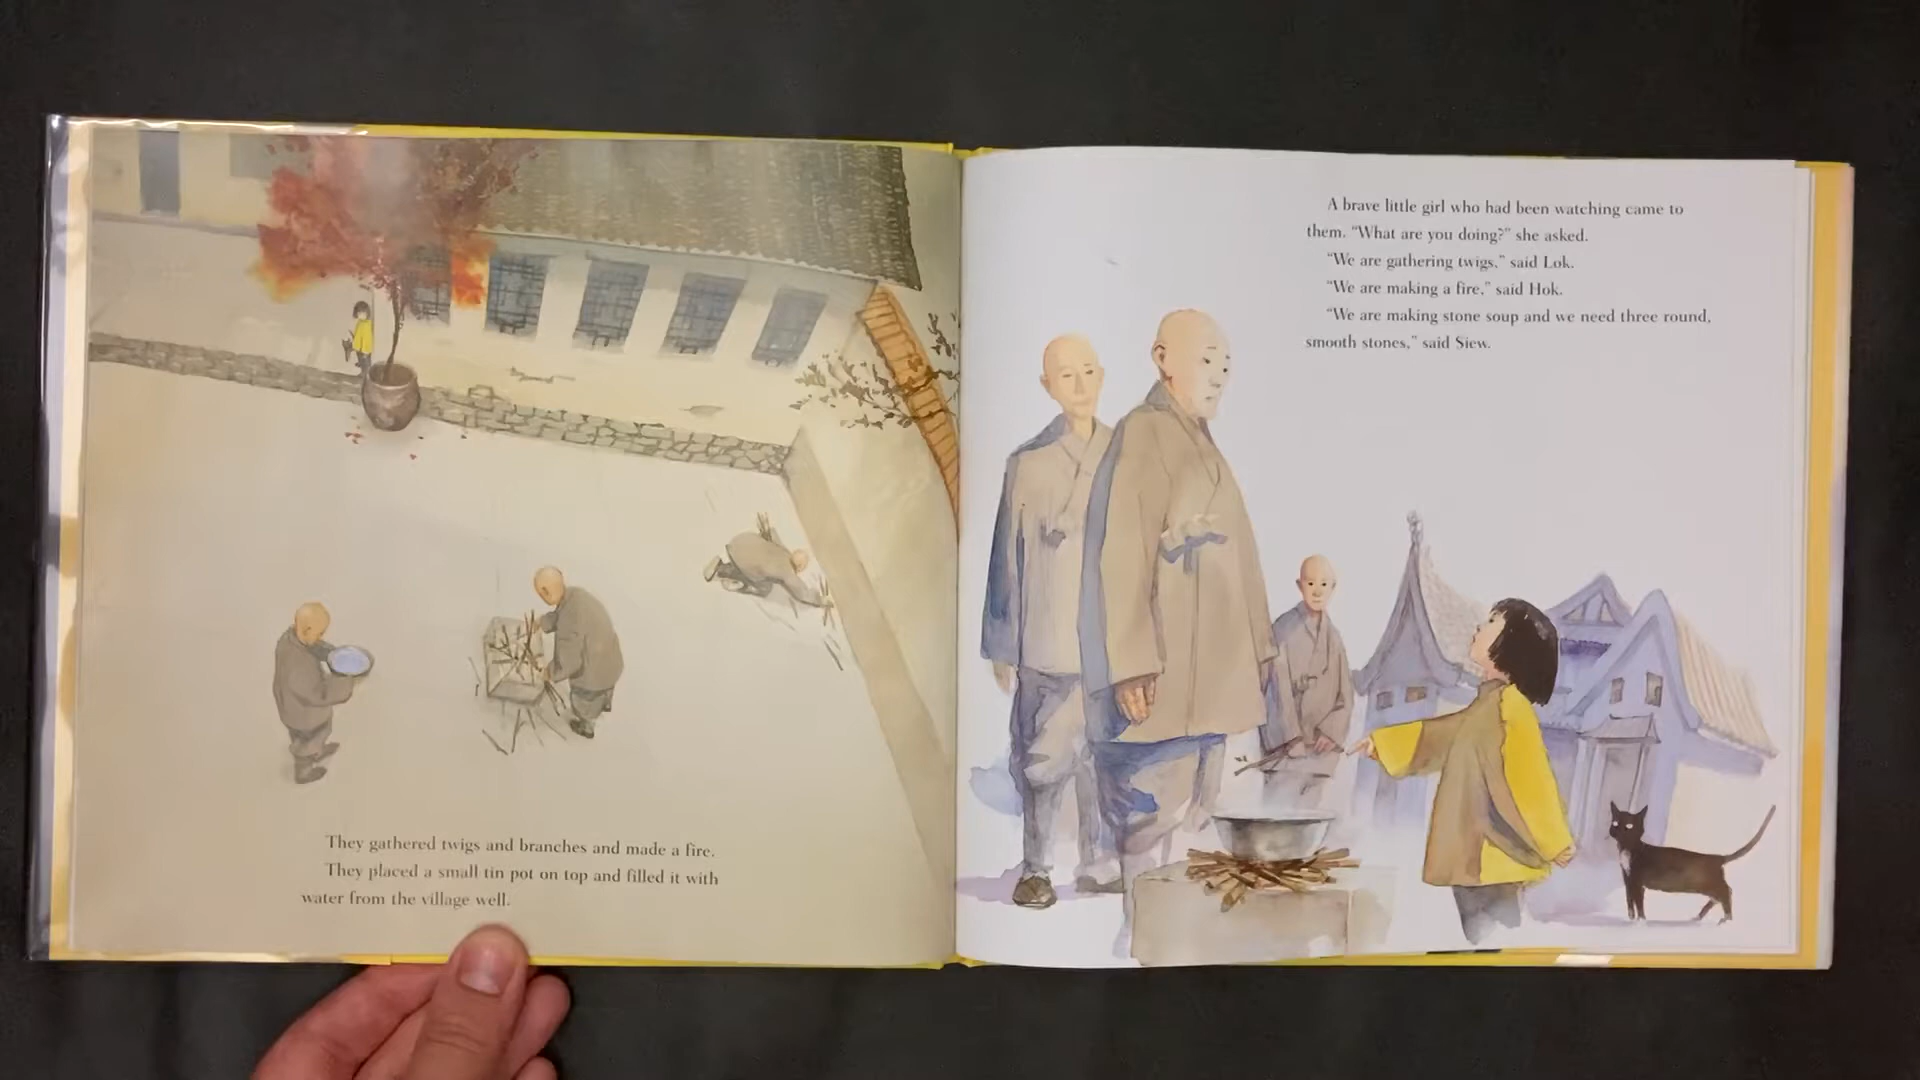 They gathered twigs and branches and made a fire.
They placed a small tin pot on top and filled it with
water from the village well.
A brave little girl who had been watching came to
them. “What are you doing?” she asked.
“We are gathering twigs,” said Lok.
“We are making a fire,” said Hok.
“We are making stone soup and we need three round,
smooth stones,” said Siew.